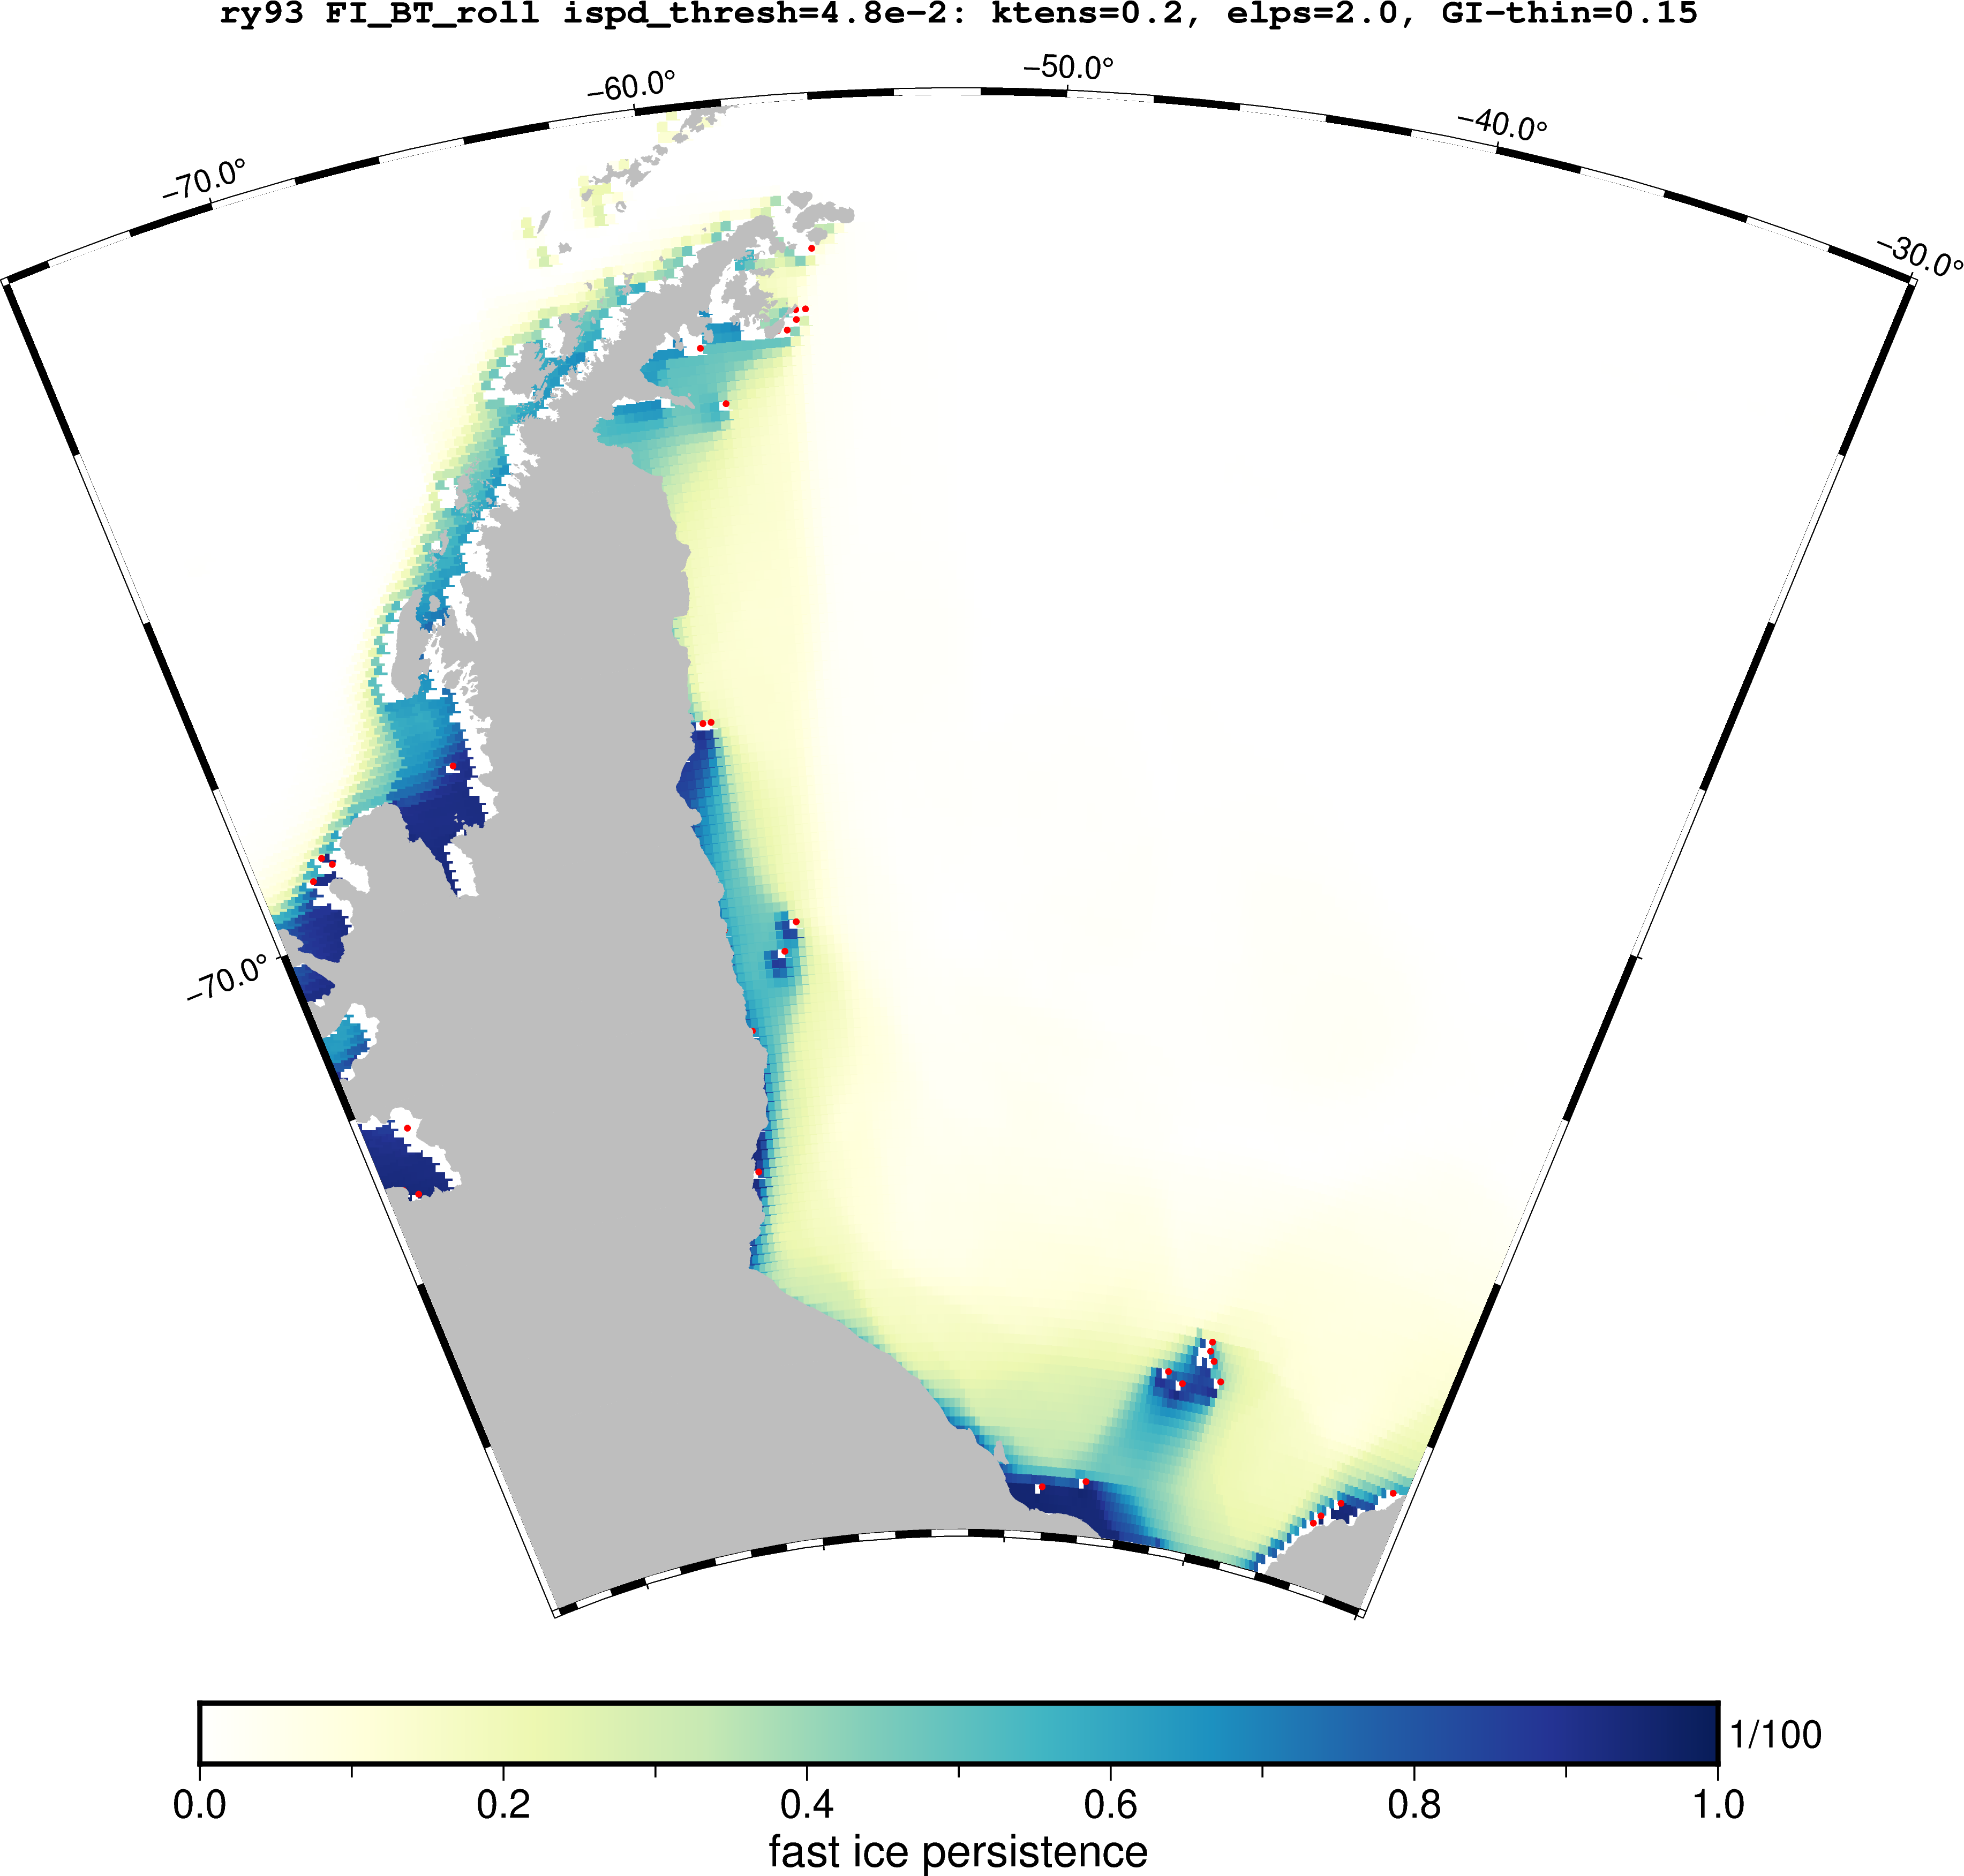 ry93 FI_BT_roll ispd_thresh=4.8e-2: ktens=0.2, elps=2.0, GI-thin=0.15
−50.0°
−60.0°
−40.0°
−70.0°
−30.0°
−70.0°
1/100
0.0 0.2 0.4 0.6 0.8 1.0
fast ice persistence